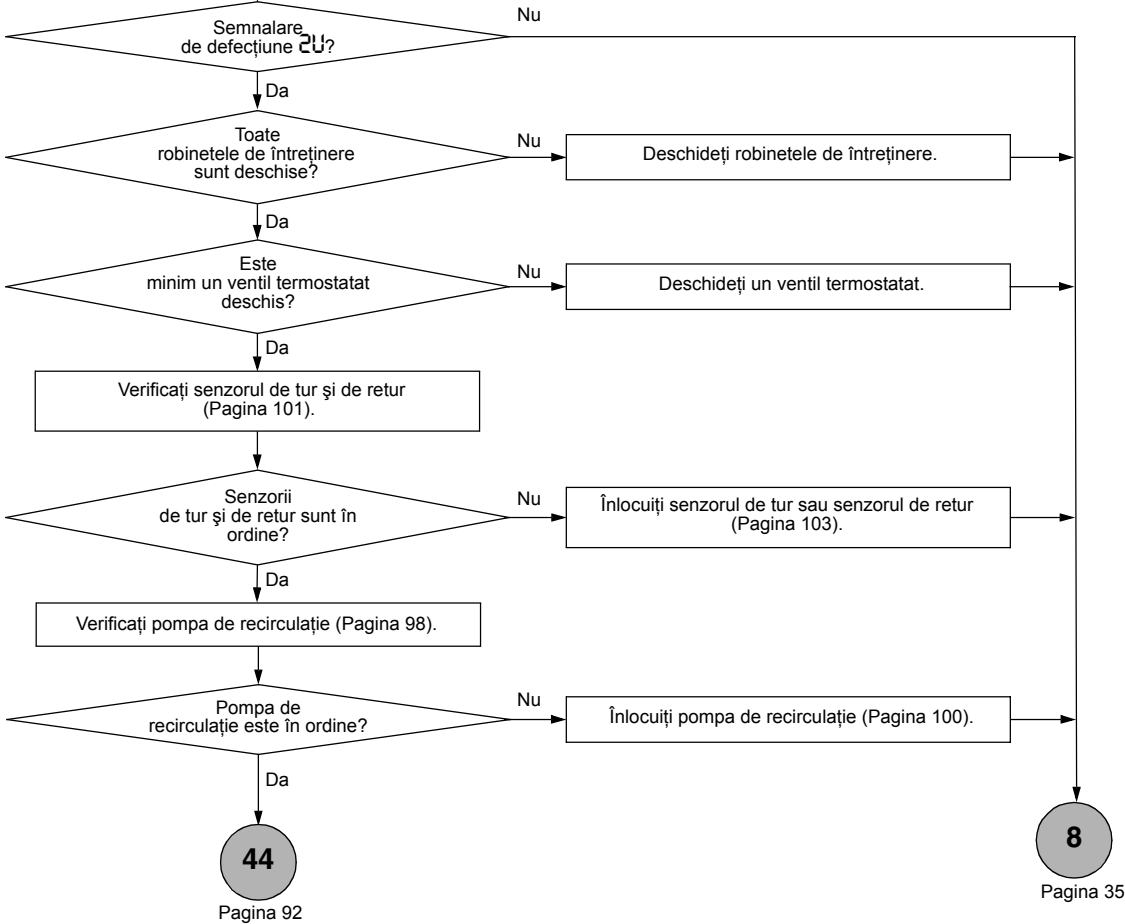 Semnalare
de defecțiune 2U?
Nu
Da
Toate
robinetele de întreținere
sunt deschise?
Nu
Deschideți robinetele de întreținere.
Da
Este
minim un ventil termostatat
deschis?
Nu
Deschideți un ventil termostatat.
Da
Verificați senzorul de tur şi de retur
(Pagina 101).
Senzorii
de tur şi de retur sunt în
ordine?
Nu
Înlocuiți senzorul de tur sau senzorul de retur
(Pagina 103).
Da
Verificați pompa de recirculație (Pagina 98).
Pompa de
recirculație este în ordine?
Nu
Înlocuiți pompa de recirculație (Pagina 100).
Da
44
Pagina 92
8
Pagina 35